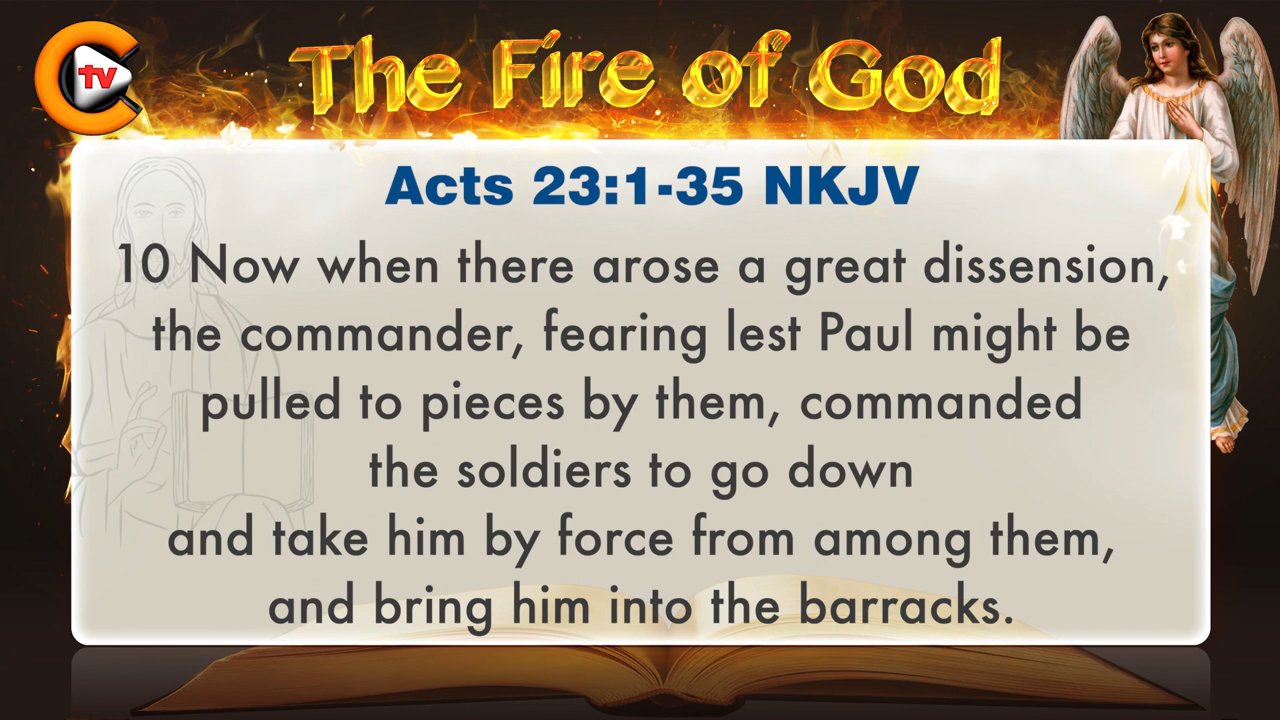 tv
The Fire of God
Acts 23:1-35 NKJV
10 Now when there arose a great dissension,
the commander, fearing lest Paul might be
pulled to pieces by them, commanded
the soldiers to go down
and take him by force from among them,
and bring him into the barracks.